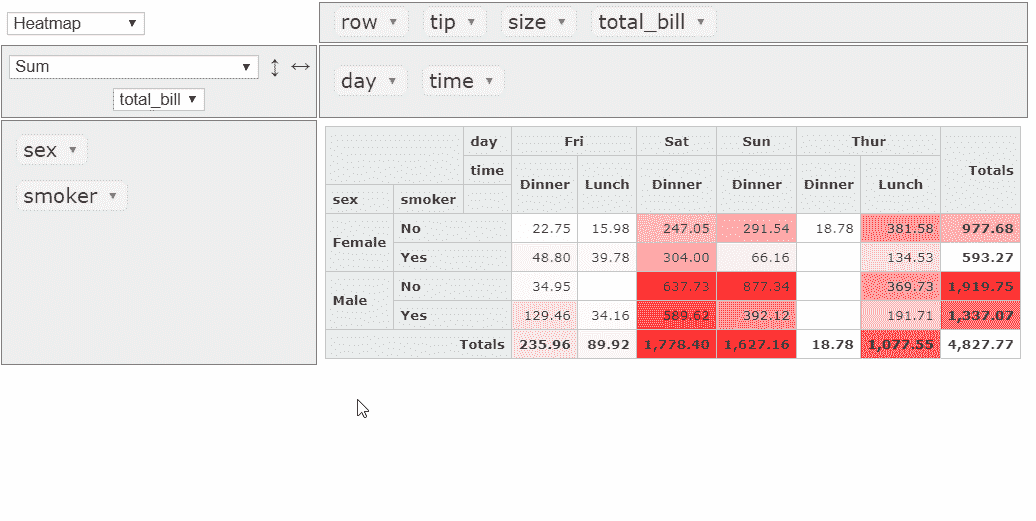 Heatmap ▼
row ▼ tip ▼ size ▼ total_bill ▼
Sum ▼ ↕ ↔
total_bill ▼
day ▼ time ▼
sex ▼
smoker ▼
day Fri Sat Sun Thur Totals
time Dinner Lunch Dinner Dinner Dinner Lunch
sex smoker
Female No 22.75 15.98 247.05 291.54 18.78 381.58 977.68
Yes 48.80 39.78 304.00 66.16 134.53 593.27
Male No 34.95 637.73 877.34 369.73 1,919.75
Yes 129.46 34.16 589.62 392.12 191.71 1,337.07
Totals 235.96 89.92 1,778.40 1,627.16 18.78 1,077.55 4,827.77